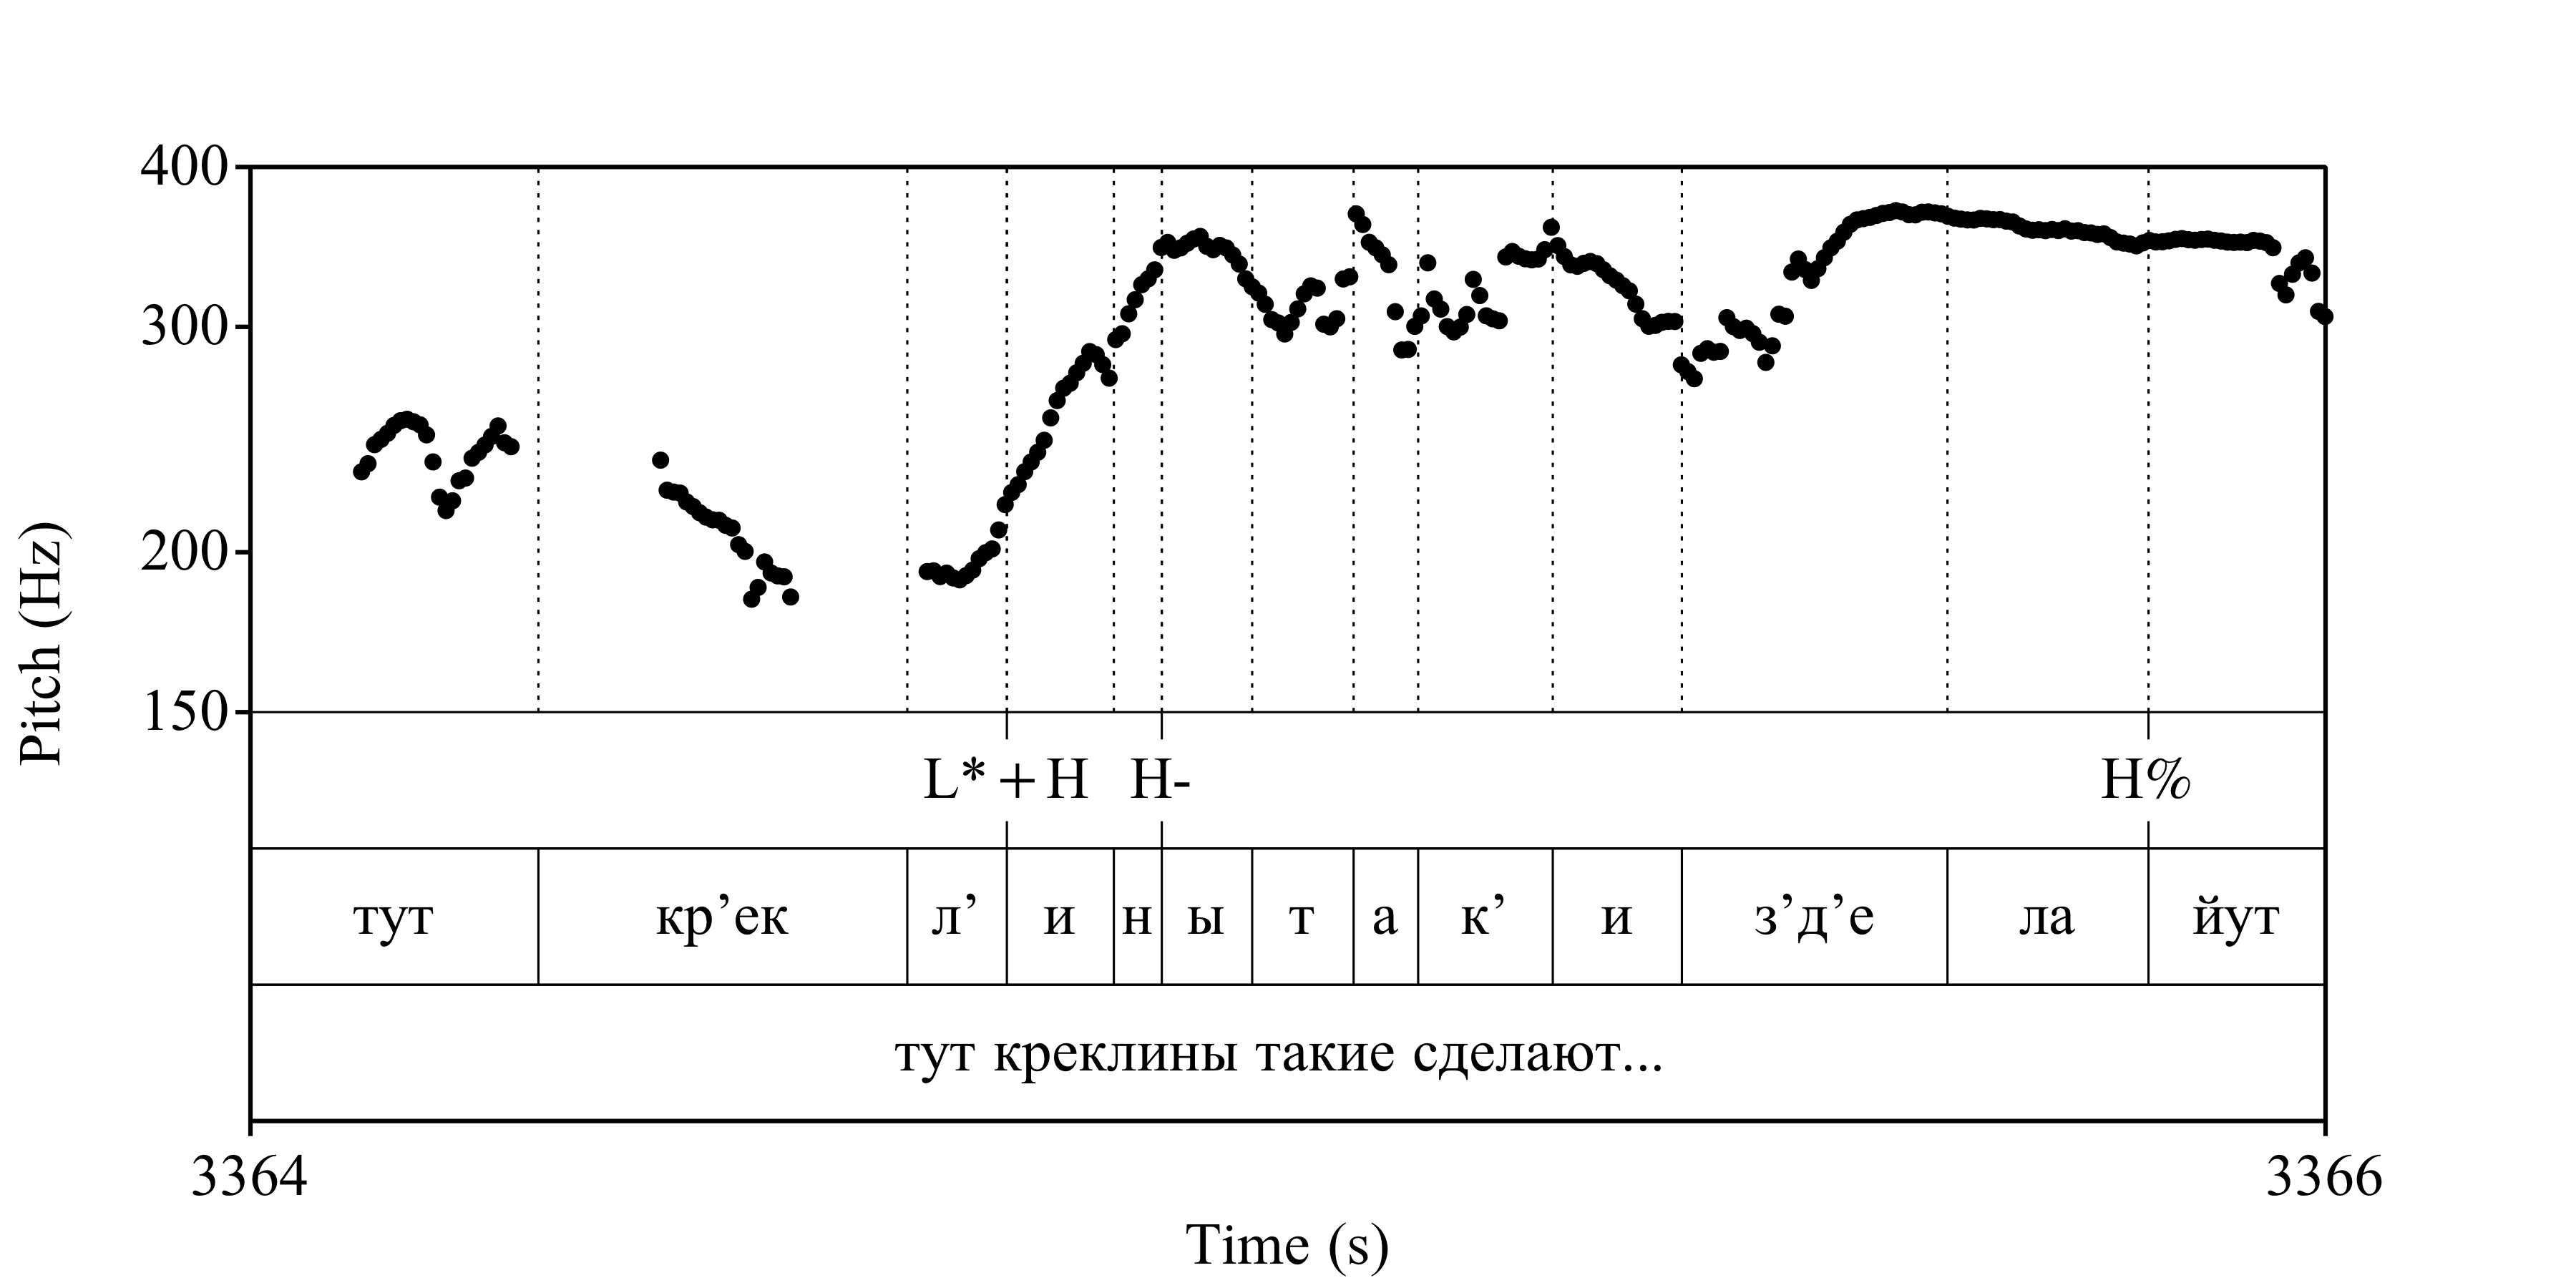 400
300
200
150
Pitch (Hz)
L* + H H- H%
тут кр’ек л’ и н ы т а к’ и з’д’е ла йут
тут креклины такие сделают...
3364 3366
Time (s)